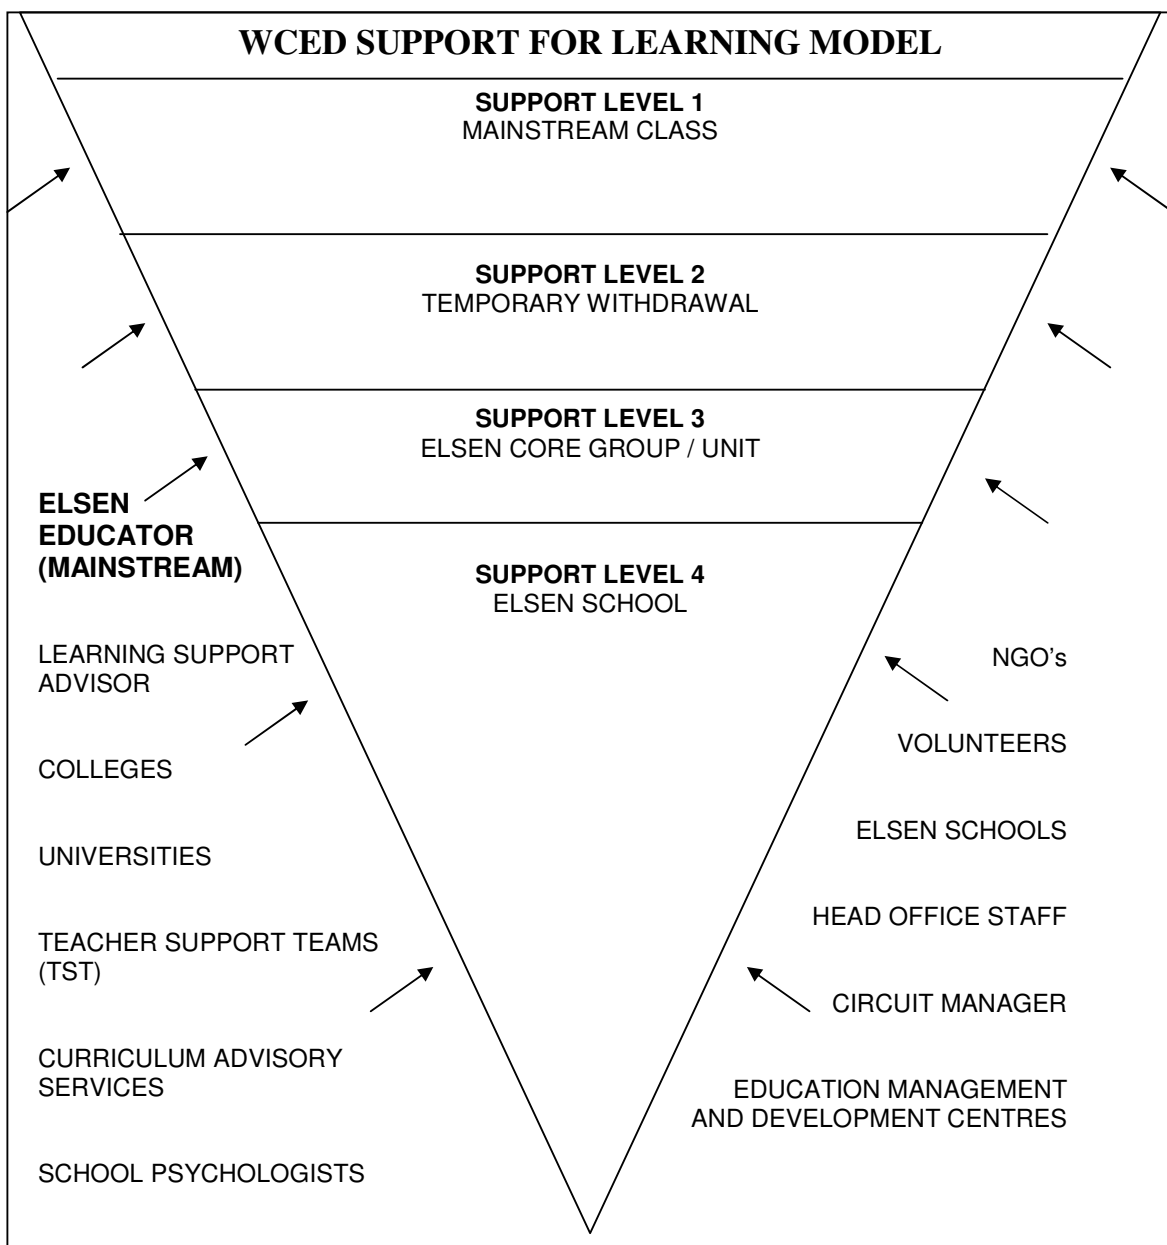 WCED SUPPORT FOR LEARNING MODEL
SUPPORT LEVEL 1
MAINSTREAM CLASS
SUPPORT LEVEL 2
TEMPORARY WITHDRAWAL
SUPPORT LEVEL 3
ELSEN CORE GROUP / UNIT
SUPPORT LEVEL 4
ELSEN SCHOOL
ELSEN
EDUCATOR
(MAINSTREAM)
LEARNING SUPPORT
ADVISOR
COLLEGES
UNIVERSITIES
TEACHER SUPPORT TEAMS
(TST)
CURRICULUM ADVISORY
SERVICES
SCHOOL PSYCHOLOGISTS
NGO's
VOLUNTEERS
ELSEN SCHOOLS
HEAD OFFICE STAFF
CIRCUIT MANAGER
EDUCATION MANAGEMENT
AND DEVELOPMENT CENTRES